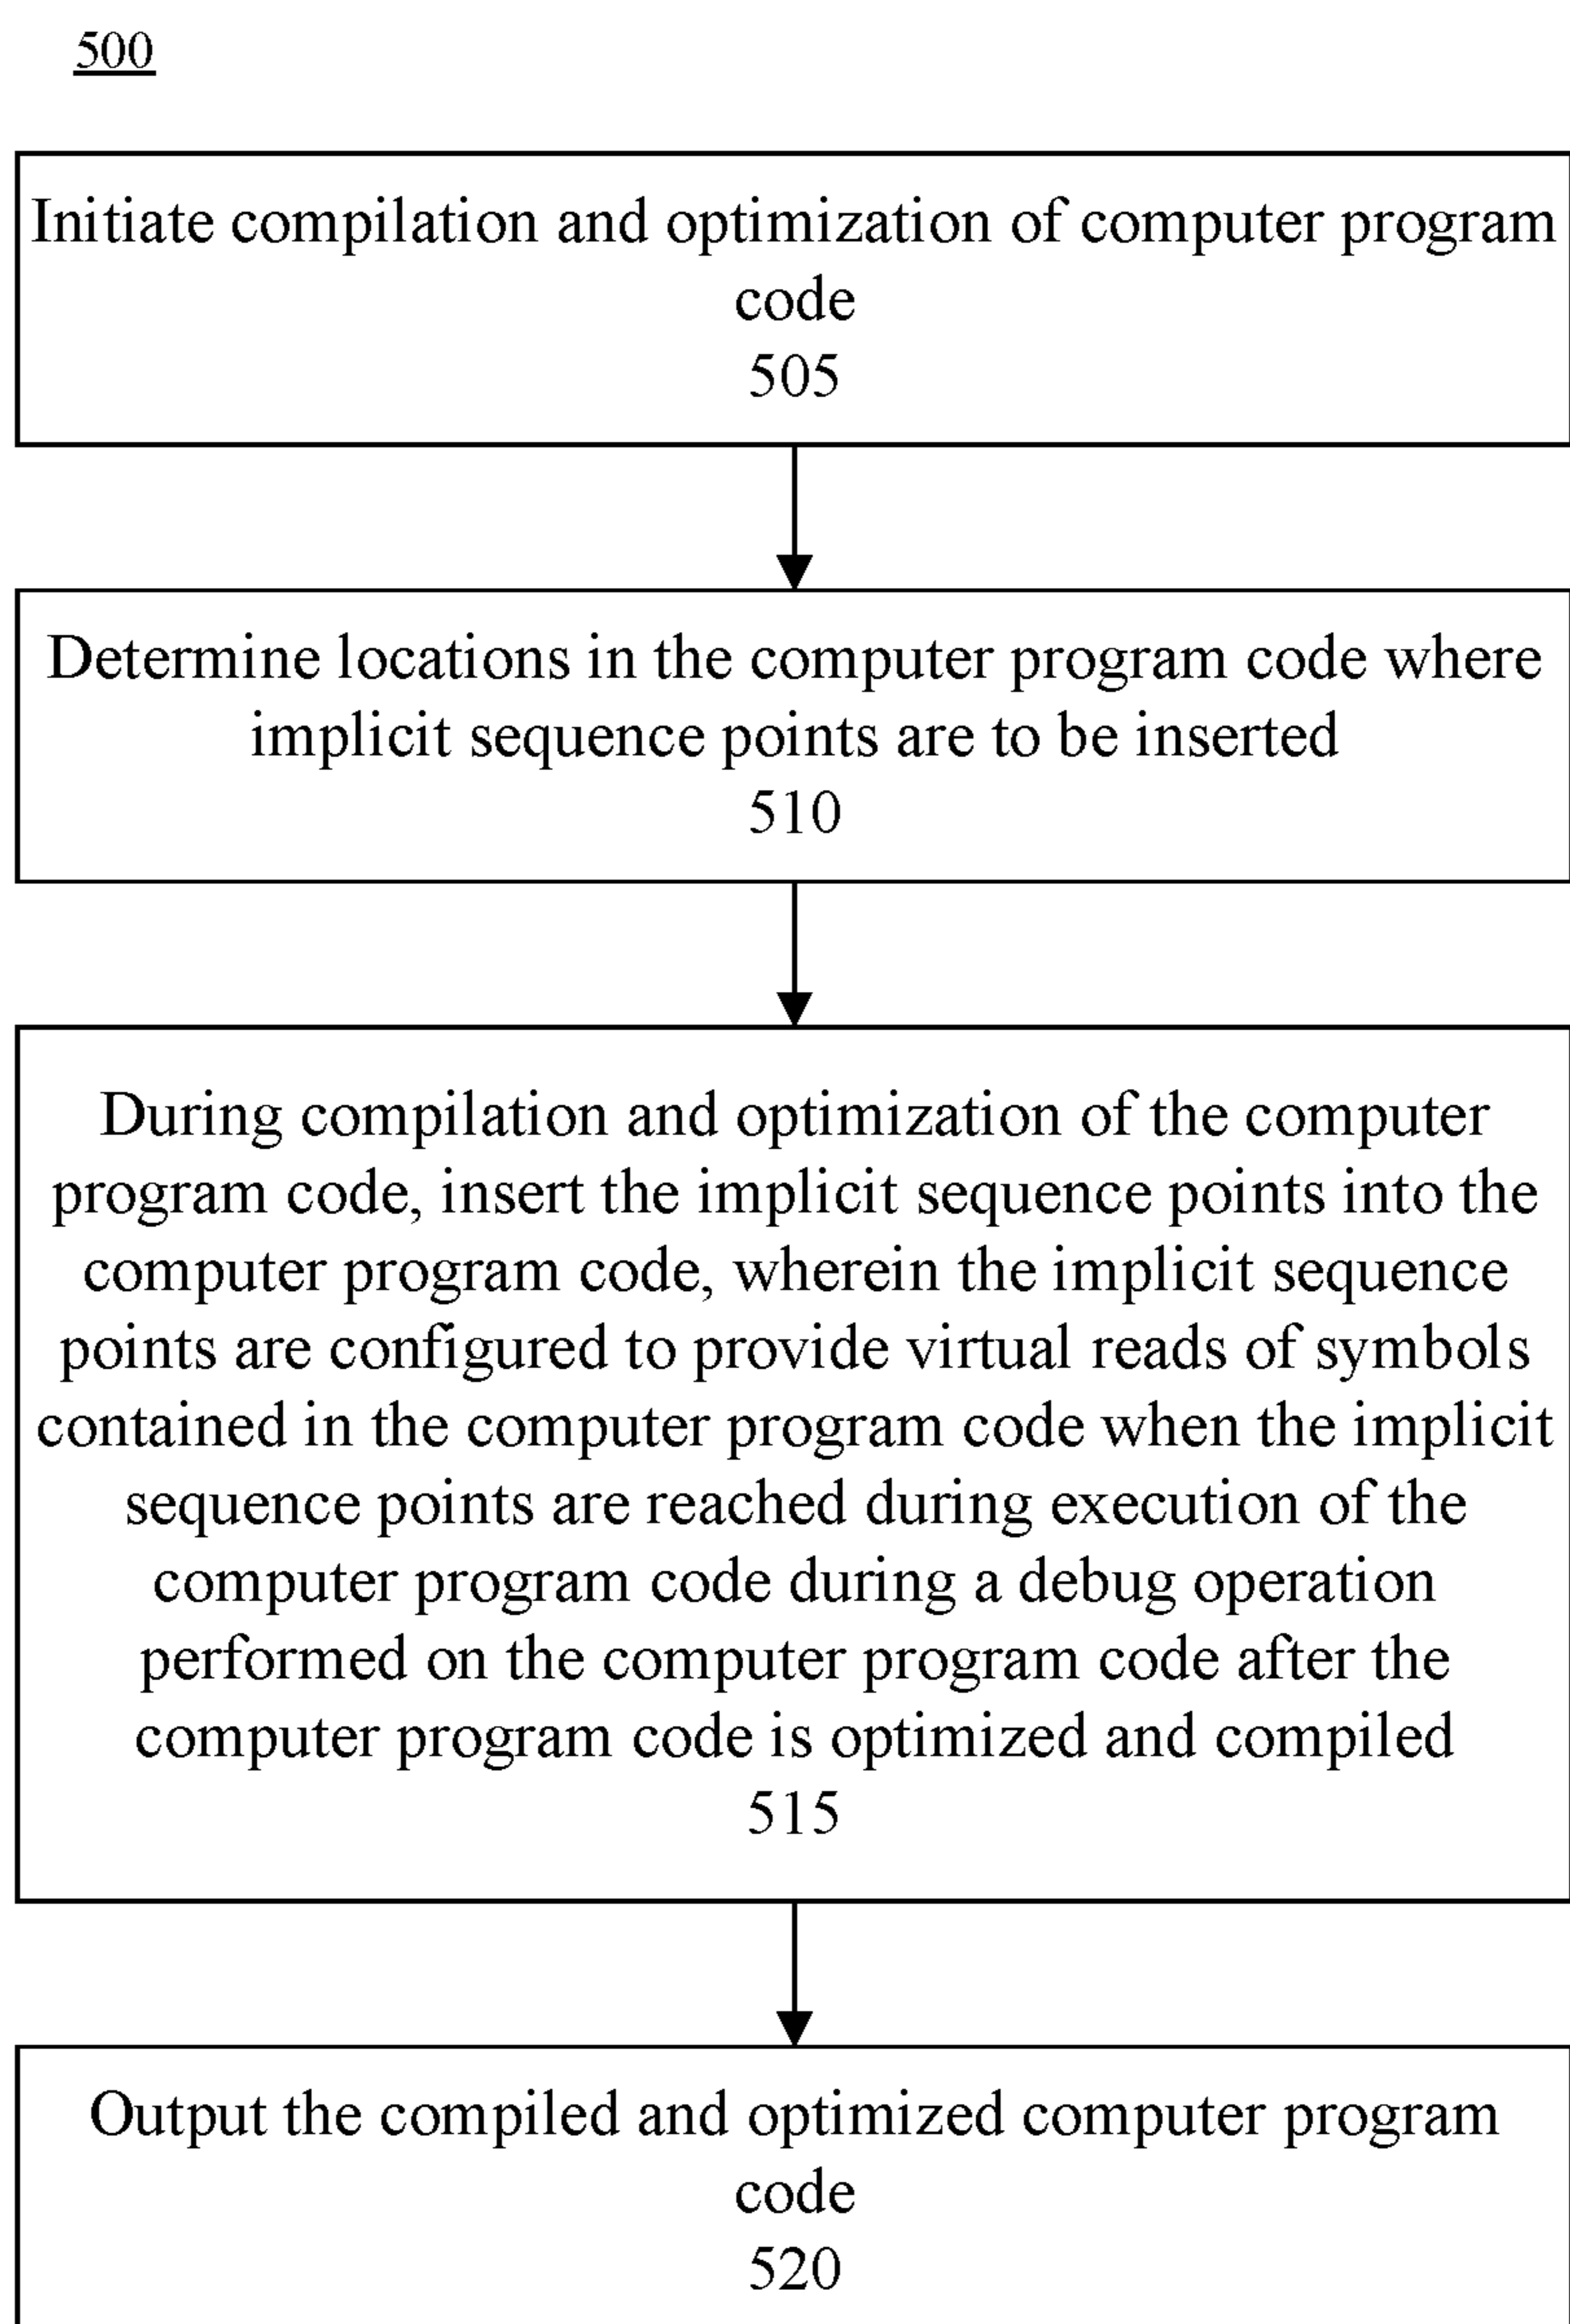 500
Initiate compilation and optimization of computer program
code
505
Determine locations in the computer program code where
implicit sequence points are to be inserted
510
During compilation and optimization of the computer
program code, insert the implicit sequence points into the
computer program code, wherein the implicit sequence
points are configured to provide virtual reads of symbols
contained in the computer program code when the implicit
sequence points are reached during execution of the
computer program code during a debug operation
performed on the computer program code after the
computer program code is optimized and compiled
515
Output the compiled and optimized computer program
code
520